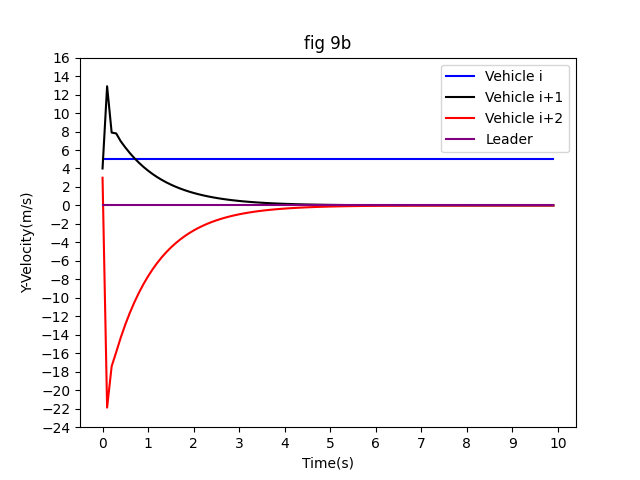 fig 9b
Vehicle i
Vehicle i+1
Vehicle i+2
Leader
Y-Velocity(m/s)
16
14
12
10
8
6
4
2
0
−2
−4
−6
−8
−10
−12
−14
−16
−18
−20
−22
−24
0 1 2 3 4 5 6 7 8 9 10
Time(s)